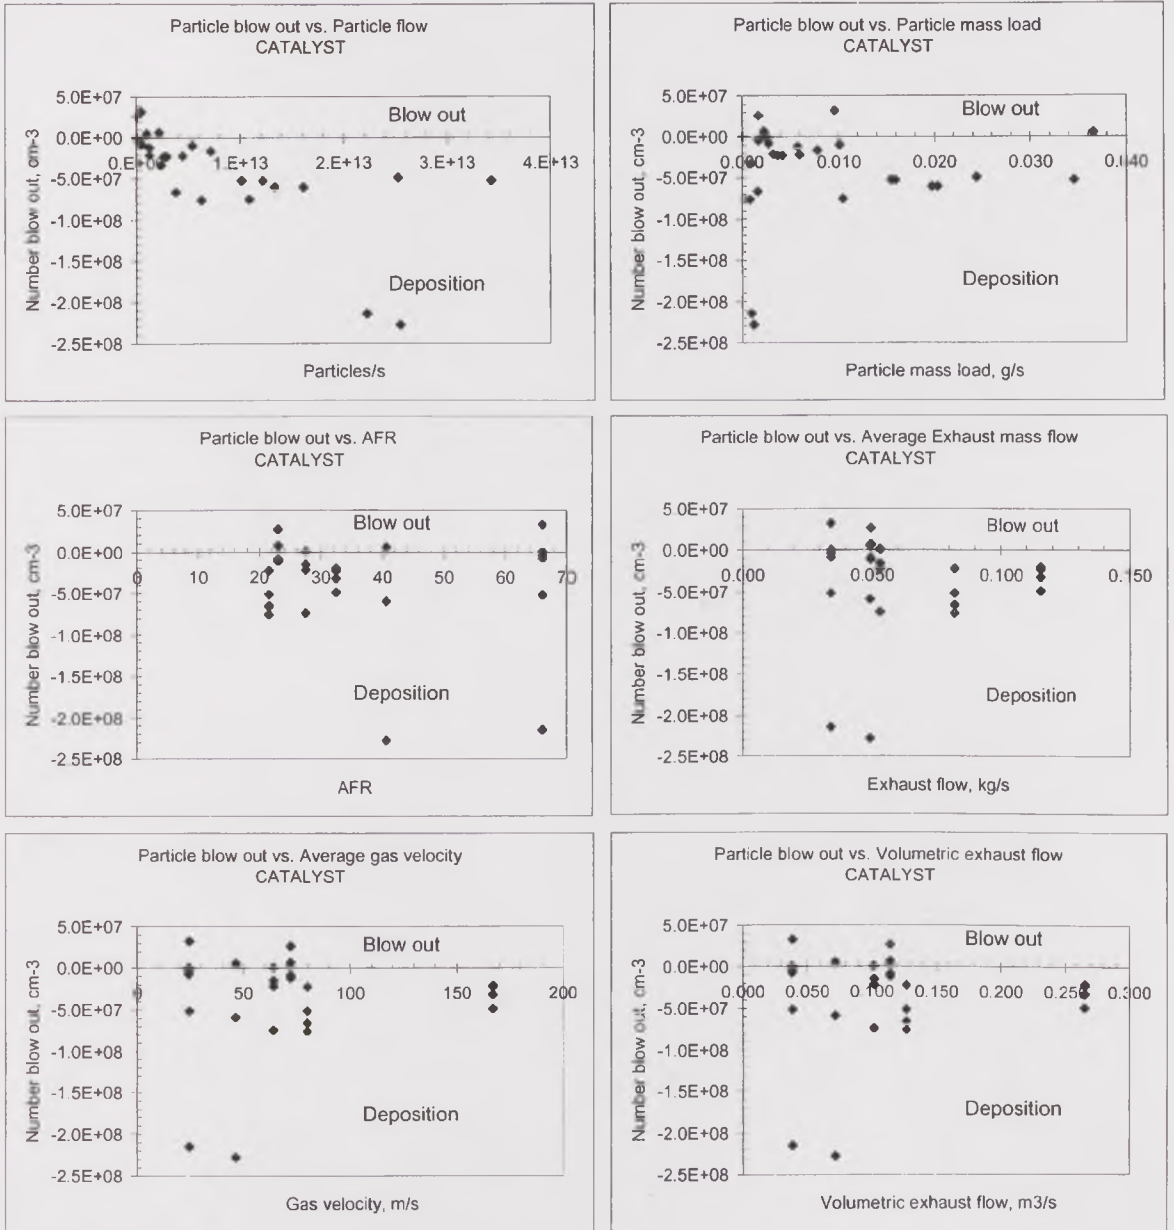 Particle blow out vs. Particle flow
CATALYST
5.0E+07
Blow out
0.0E+00
1.E+13
3.E+13
4.E+13
-5.0E+07
-1.0E+08
-1.5E+08
Deposition
-2.0E+08
-2.5E+08
Number blow out, cm-3
Particles/s
Particle blow out vs. Particle mass load
CATALYST
5.0E+07
Blow out
0.0E+00
0.000
0.010
0.020
0.030
-5.0E+07
-1.0E+08
-1.5E+08
Deposition
-2.0E+08
-2.5E+08
Number blow out, cm-3
Particle mass load, g/s
Particle blow out vs. AFR
CATALYST
5.0E+07
Blow out
0.0E+00
0
10
20
30
40
50
60
70
-5.0E+07
-1.0E+08
-1.5E+08
Deposition
-2.0E+08
-2.5E+08
Number blow out, cm-3
AFR
Particle blow out vs. Average Exhaust mass flow
CATALYST
5.0E+07
Blow out
0.0E+00
0.000
0.050
0.100
0.150
-5.0E+07
-1.0E+08
-1.5E+08
Deposition
-2.0E+08
-2.5E+08
Number blow out, cm-3
Exhaust flow, kg/s
Particle blow out vs. Average gas velocity
CATALYST
5.0E+07
Blow out
0.0E+00
0
50
100
150
200
-5.0E+07
-1.0E+08
-1.5E+08
Deposition
-2.0E+08
-2.5E+08
Number blow out, cm-3
Gas velocity, m/s
Particle blow out vs. Volumetric exhaust flow
CATALYST
5.0E+07
Blow out
0.0E+00
0.000
0.050
0.100
0.150
0.200
0.250
0.300
-5.0E+07
-1.0E+08
-1.5E+08
Deposition
-2.0E+08
-2.5E+08
Number blow out, cm-3
Volumetric exhaust flow, m3/s